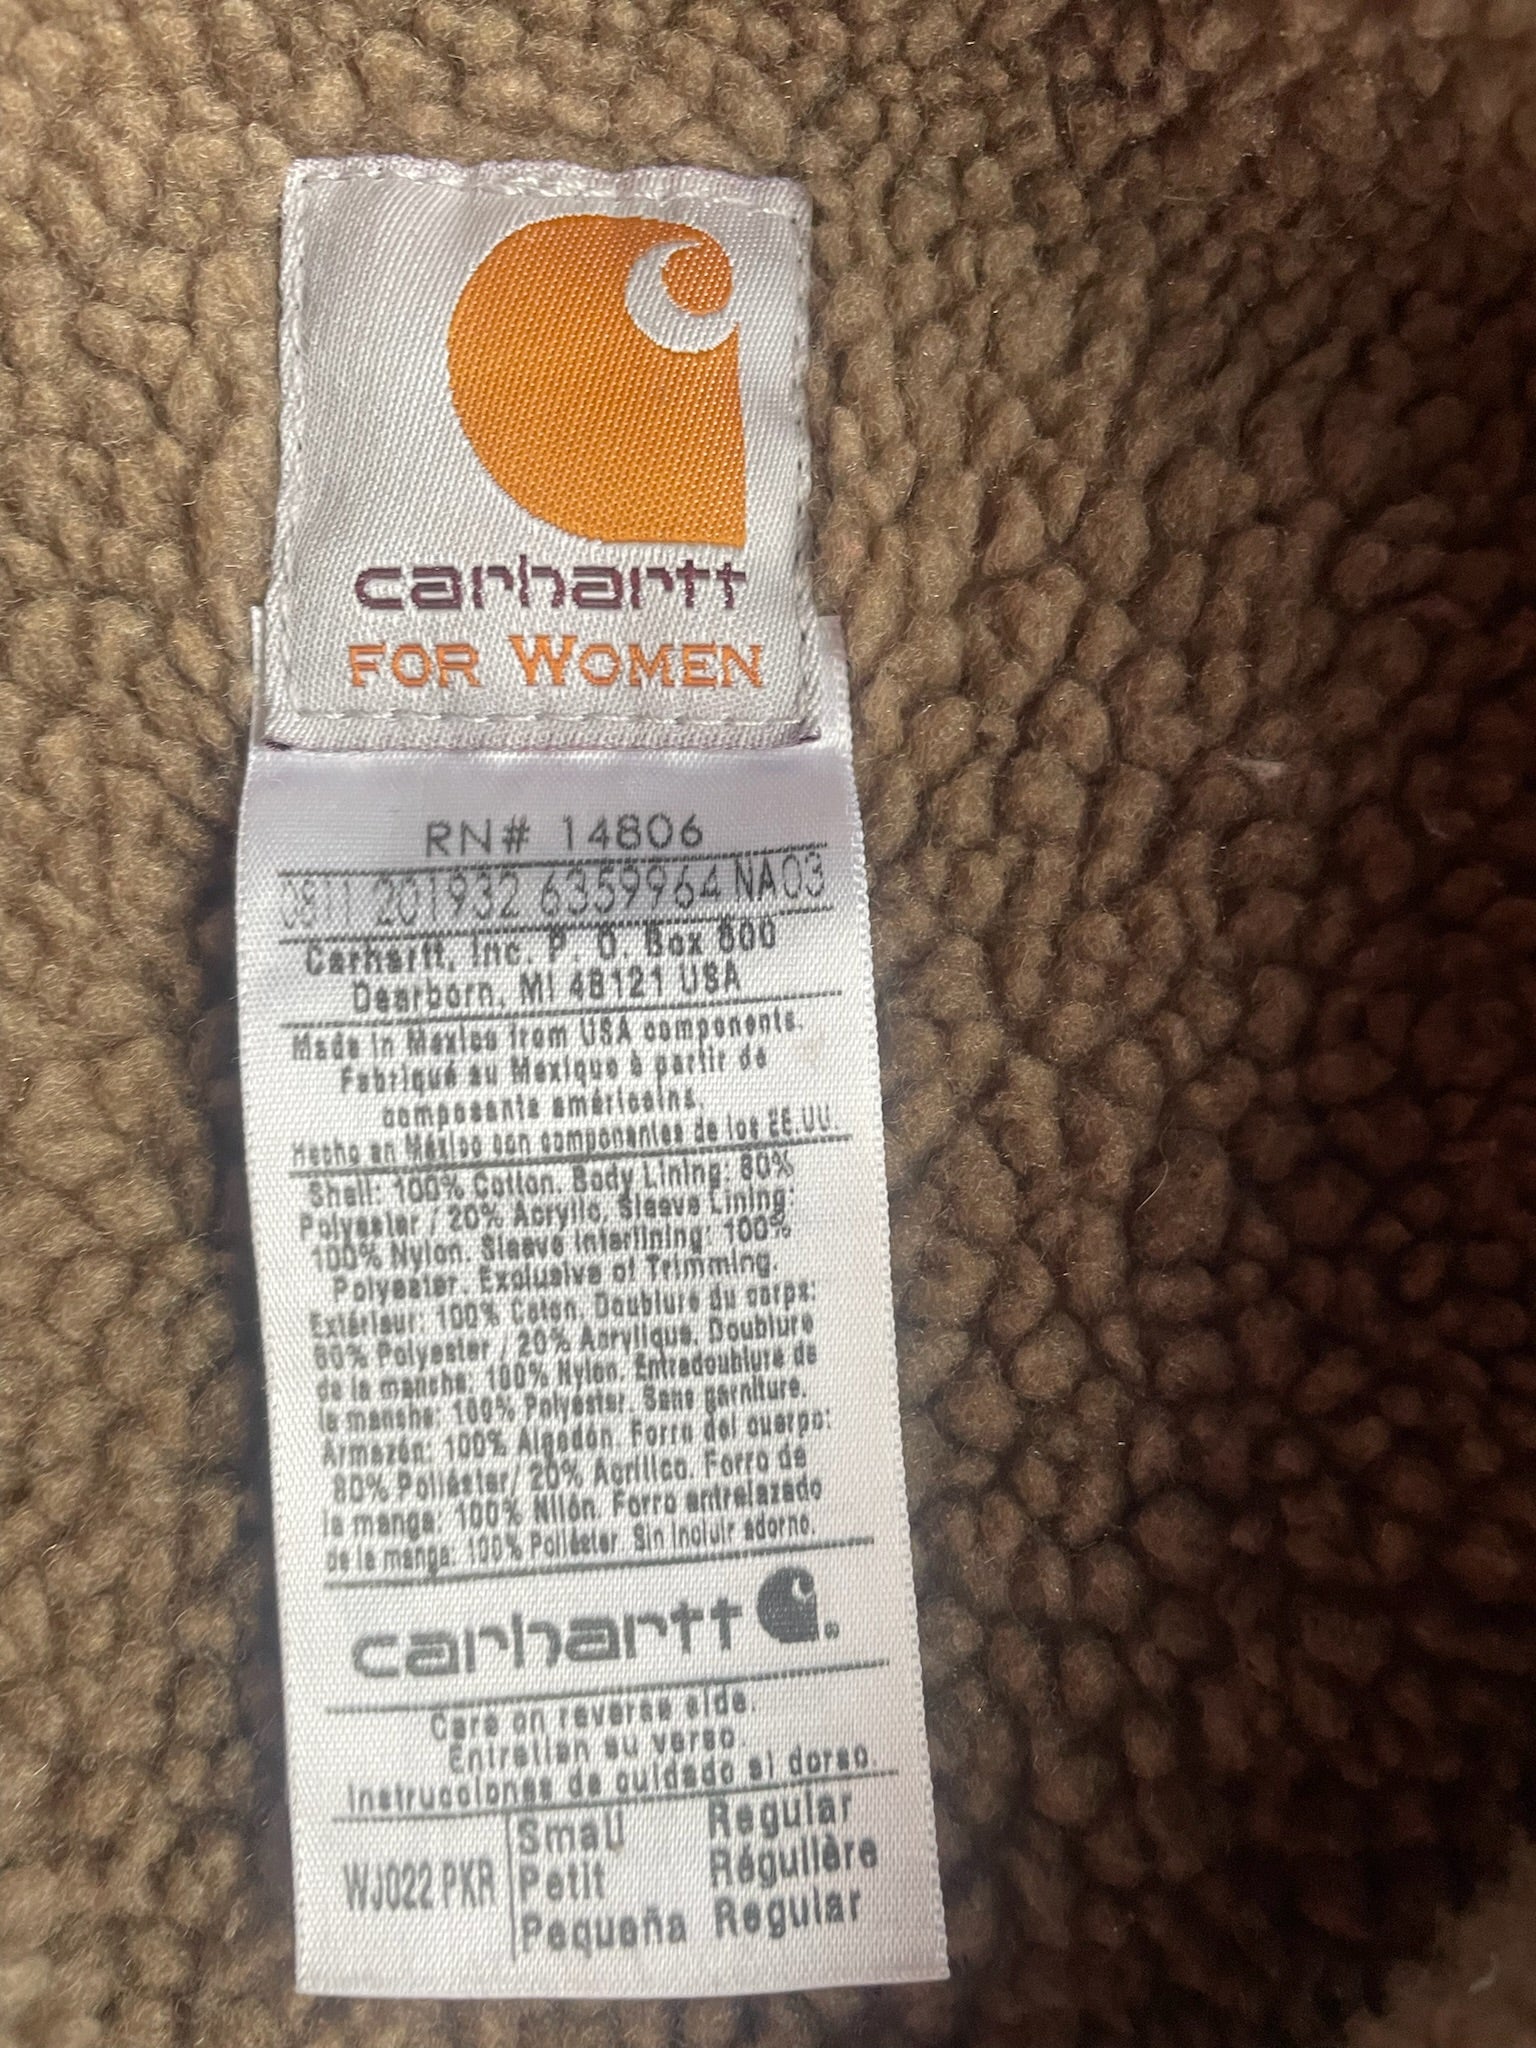 carhartt
FOR WOMEN
RN# 14806
0811 201932 6359964 NA03
Carhartt, Inc. P. O. Box 600
Dearborn, MI 48121 USA
Made in Mexico from USA components.
Fabriqué au Mexique à partir de
composants américains.
Hecho en México con componentes de los EE.UU.
Shell: 100% Cotton. Body Lining: 80%
Polyester / 20% Acrylic. Sleeve Lining:
100% Nylon. Sleeve Interlining: 100%
Polyester. Exclusive of Trimming.
Extérieur: 100% Coton. Doublure du corps:
80% Polyester / 20% Acrylique. Doublure
de la manche: 100% Nylon. Entredoublure de
la manche: 100% Polyester. Sans garniture.
Armazón: 100% Algodón. Forro del cuerpo:
80% Poliéster/ 20% Acrílico. Forro de
la manga: 100% Nilón. Forro entrelazado
de la manga: 100% Poliéster. Sin incluir adorno.
carhartt ®
Care on reverse side.
Entretien au verso.
Instrucciones de cuidado al dorso.
WJ022 PKR
Small Regular
Petit Régulière
Pequeña Regular